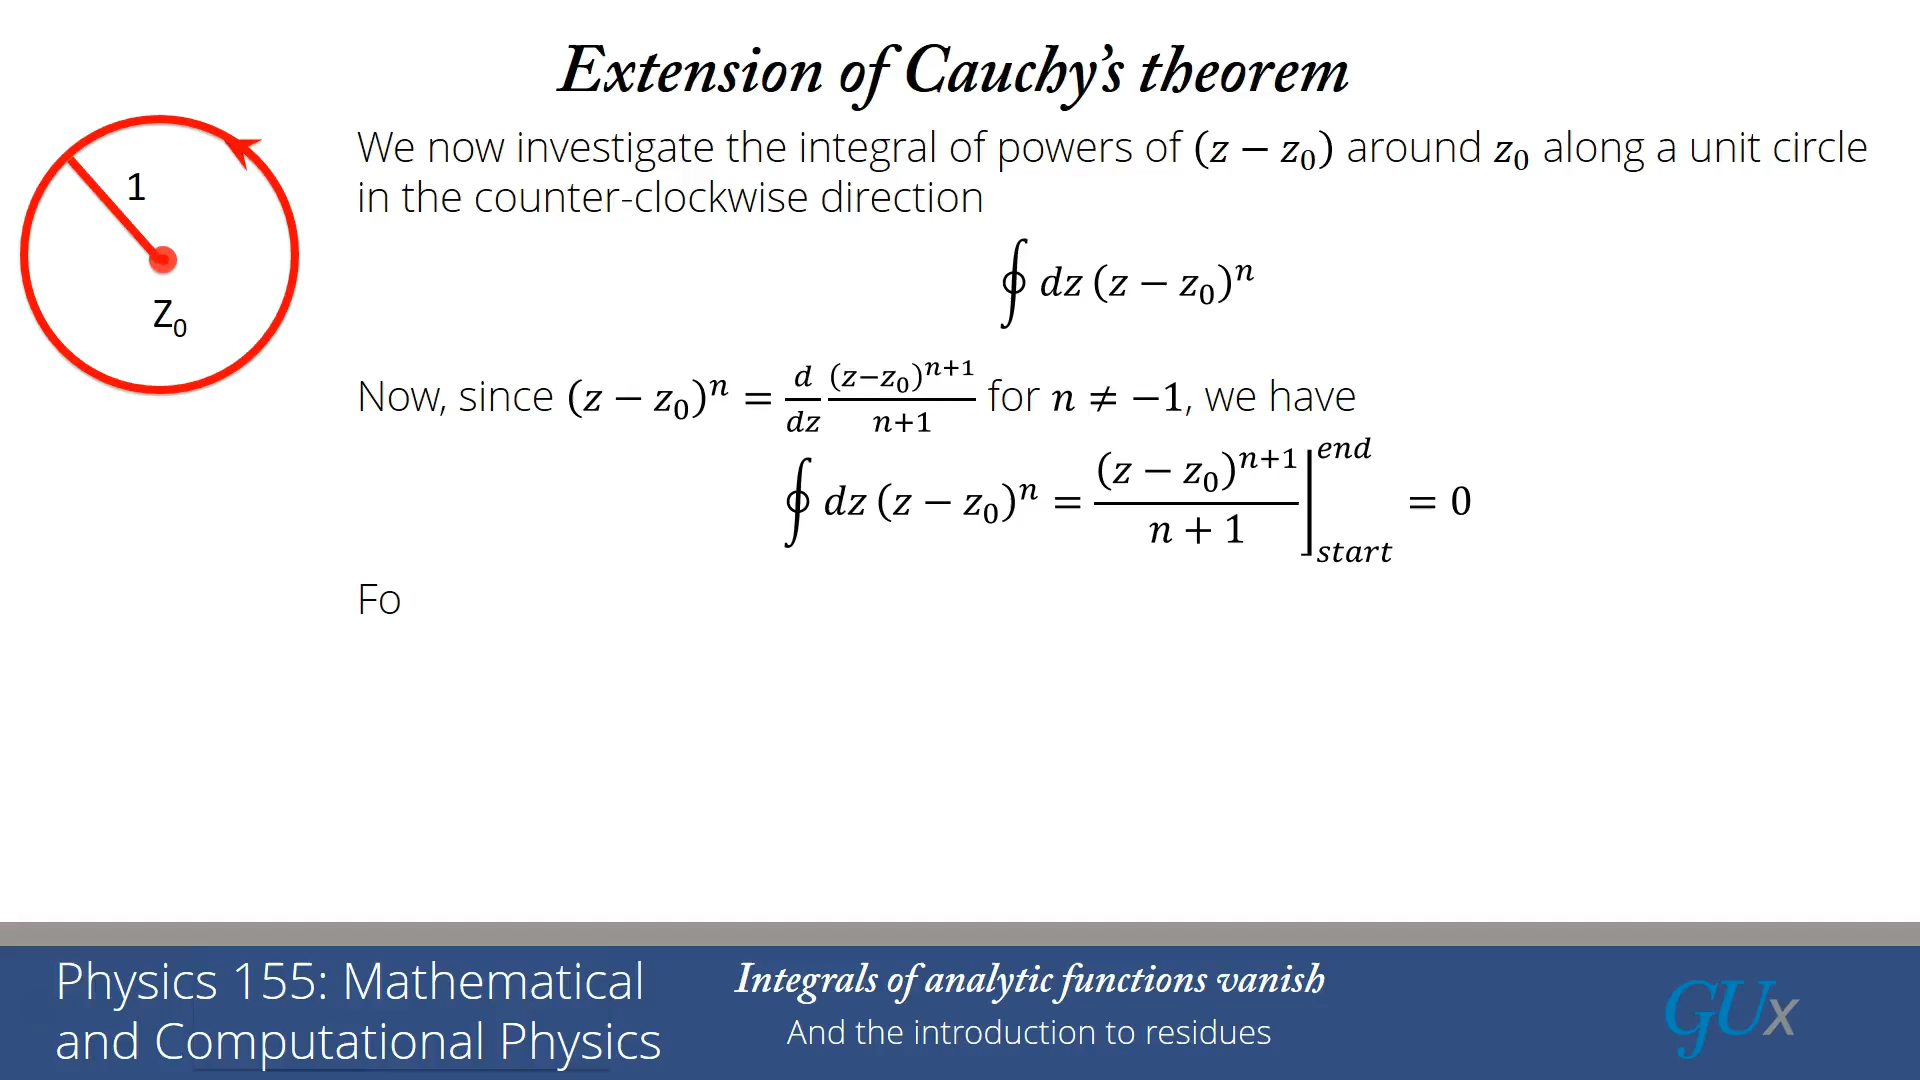 Extension of Cauchy's theorem
We now investigate the integral of powers of (z − z₀) around z₀ along a unit circle
in the counter-clockwise direction
1
Z₀
∮ dz (z − z₀)ⁿ
Now, since (z − z₀)ⁿ = d/dz (z−z₀)ⁿ⁺¹/n+1 for n ≠ −1, we have
∮ dz (z − z₀)ⁿ = (z − z₀)ⁿ⁺¹/n + 1 |ᵉⁿᵈ start = 0
Fo
Physics 155: Mathematical
and Computational Physics
Integrals of analytic functions vanish
And the introduction to residues
GUx